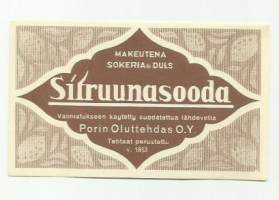 MAKEUTENA
SOKERIA & DULS
Sitruunasooda
Valmistukseen käytetty suodatettua lähdevettä
Porin Oluttehdas O.Y.
Tehtaat perustettu
v. 1853